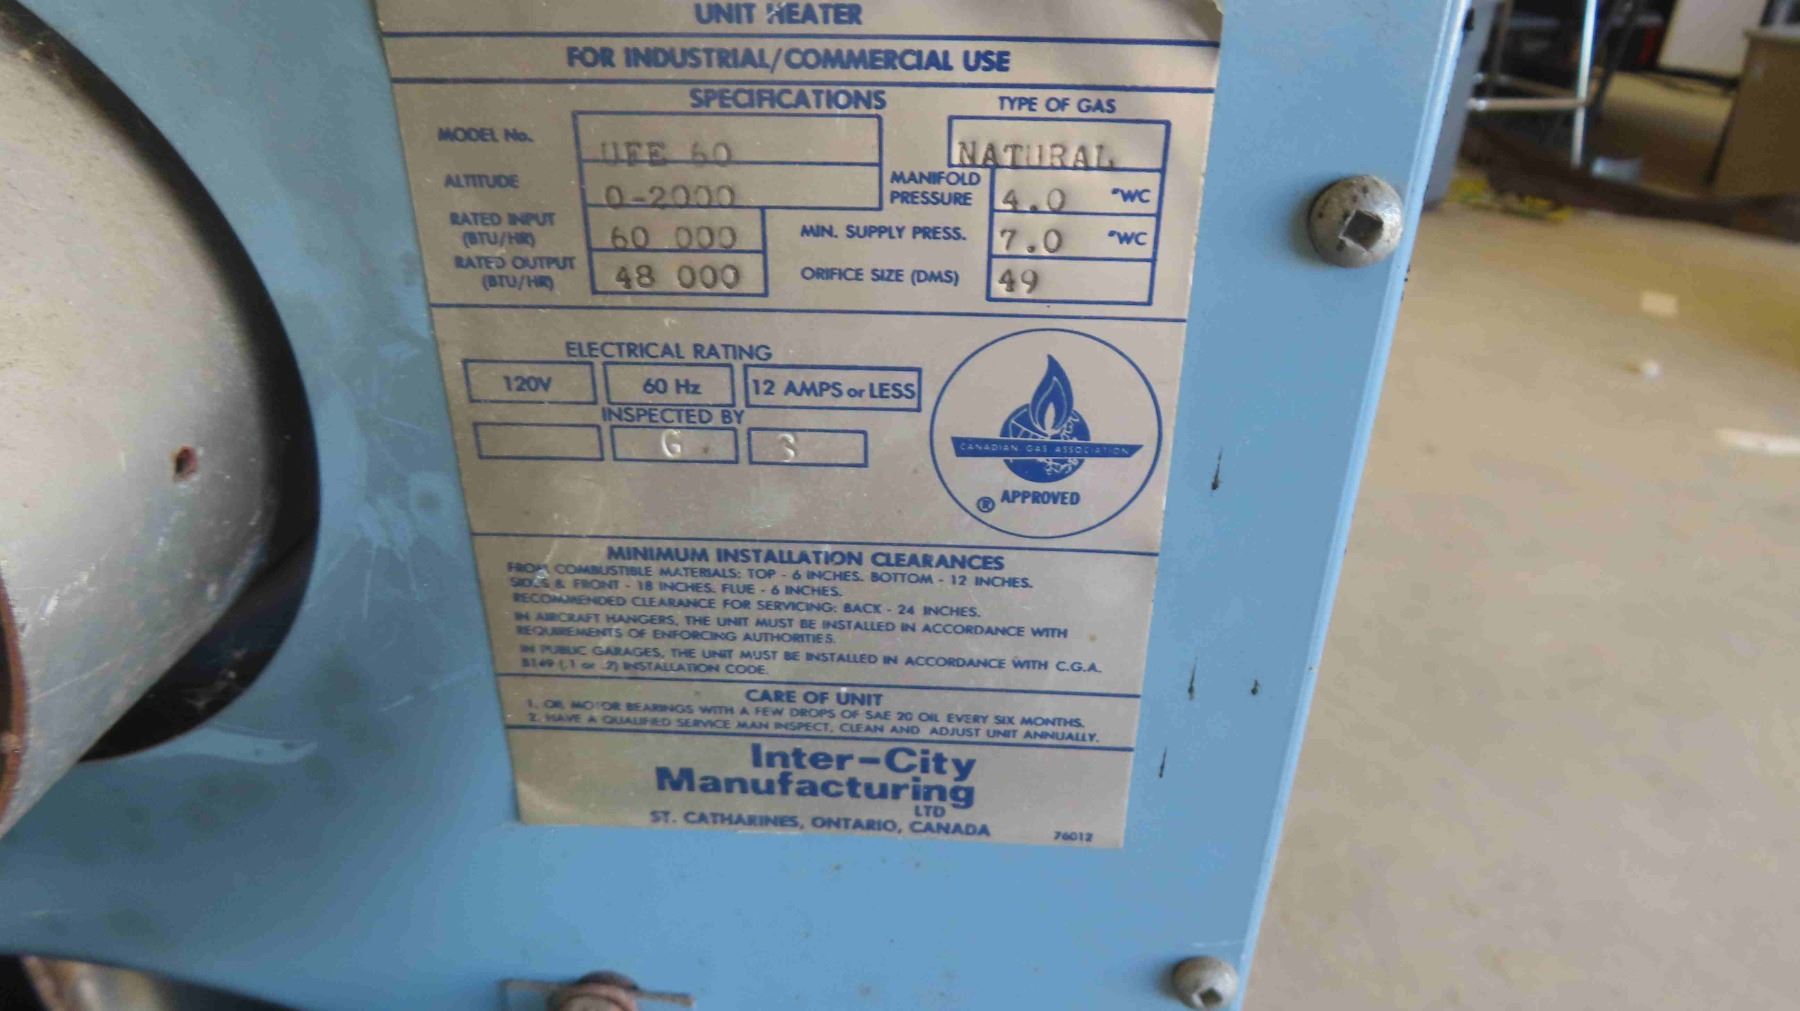 UNIT HEATER
FOR INDUSTRIAL/COMMERCIAL USE
SPECIFICATIONS
TYPE OF GAS
MODEL No. UFE 60
NATURAL
ALTITUDE 0-2000
MANIFOLD PRESSURE 4.0 "WC
RATED INPUT (BTU/HR) 60 000
MIN. SUPPLY PRESS. 7.0 "WC
RATED OUTPUT (BTU/HR) 48 000
ORIFICE SIZE (DMS) 49
ELECTRICAL RATING
120V 60 Hz 12 AMPS or LESS
INSPECTED BY
G 3
CANADIAN GAS ASSOCIATION
® APPROVED
MINIMUM INSTALLATION CLEARANCES
FROM COMBUSTIBLE MATERIALS: TOP - 6 INCHES. BOTTOM - 12 INCHES.
SIDES & FRONT - 18 INCHES. FLUE - 6 INCHES.
RECOMMENDED CLEARANCE FOR SERVICING: BACK - 24 INCHES.
IN AIRCRAFT HANGERS, THE UNIT MUST BE INSTALLED IN ACCORDANCE WITH
REQUIREMENTS OF ENFORCING AUTHORITIES.
IN PUBLIC GARAGES, THE UNIT MUST BE INSTALLED IN ACCORDANCE WITH C.G.A.
B149 (.1 or .2) INSTALLATION CODE.
CARE OF UNIT
1. OIL MOTOR BEARINGS WITH A FEW DROPS OF SAE 20 OIL EVERY SIX MONTHS.
2. HAVE A QUALIFIED SERVICE MAN INSPECT, CLEAN AND ADJUST UNIT ANNUALLY.
Inter-City
Manufacturing
LTD
ST. CATHARINES, ONTARIO, CANADA
76012